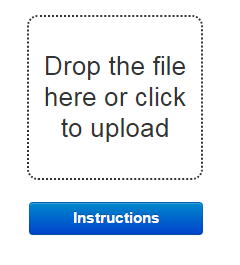 Drop the file
here or click
to upload
Instructions